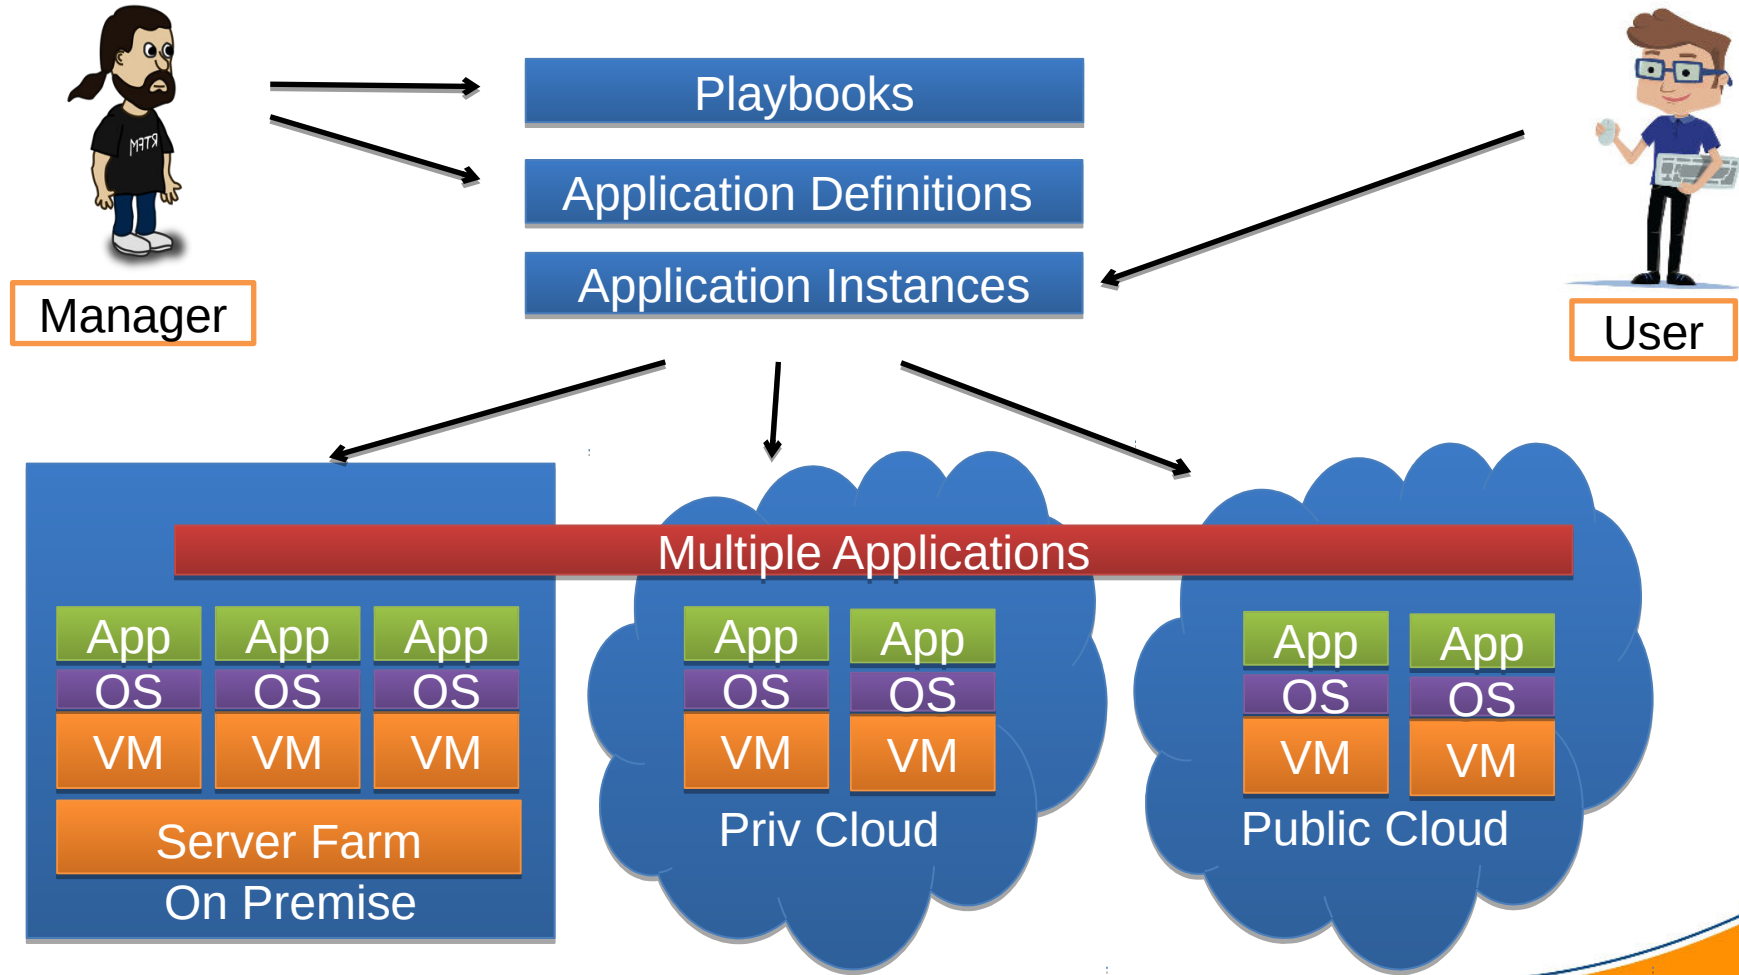 Playbooks
Application Definitions
Application Instances
RTFM
Manager
User
Multiple Applications
App App App App App App App
OS OS OS OS OS OS OS
VM VM VM VM VM VM VM
Server Farm
On Premise
Priv Cloud
Public Cloud